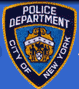 POLICE
DEPARTMENT
CITY OF
NEW YORK